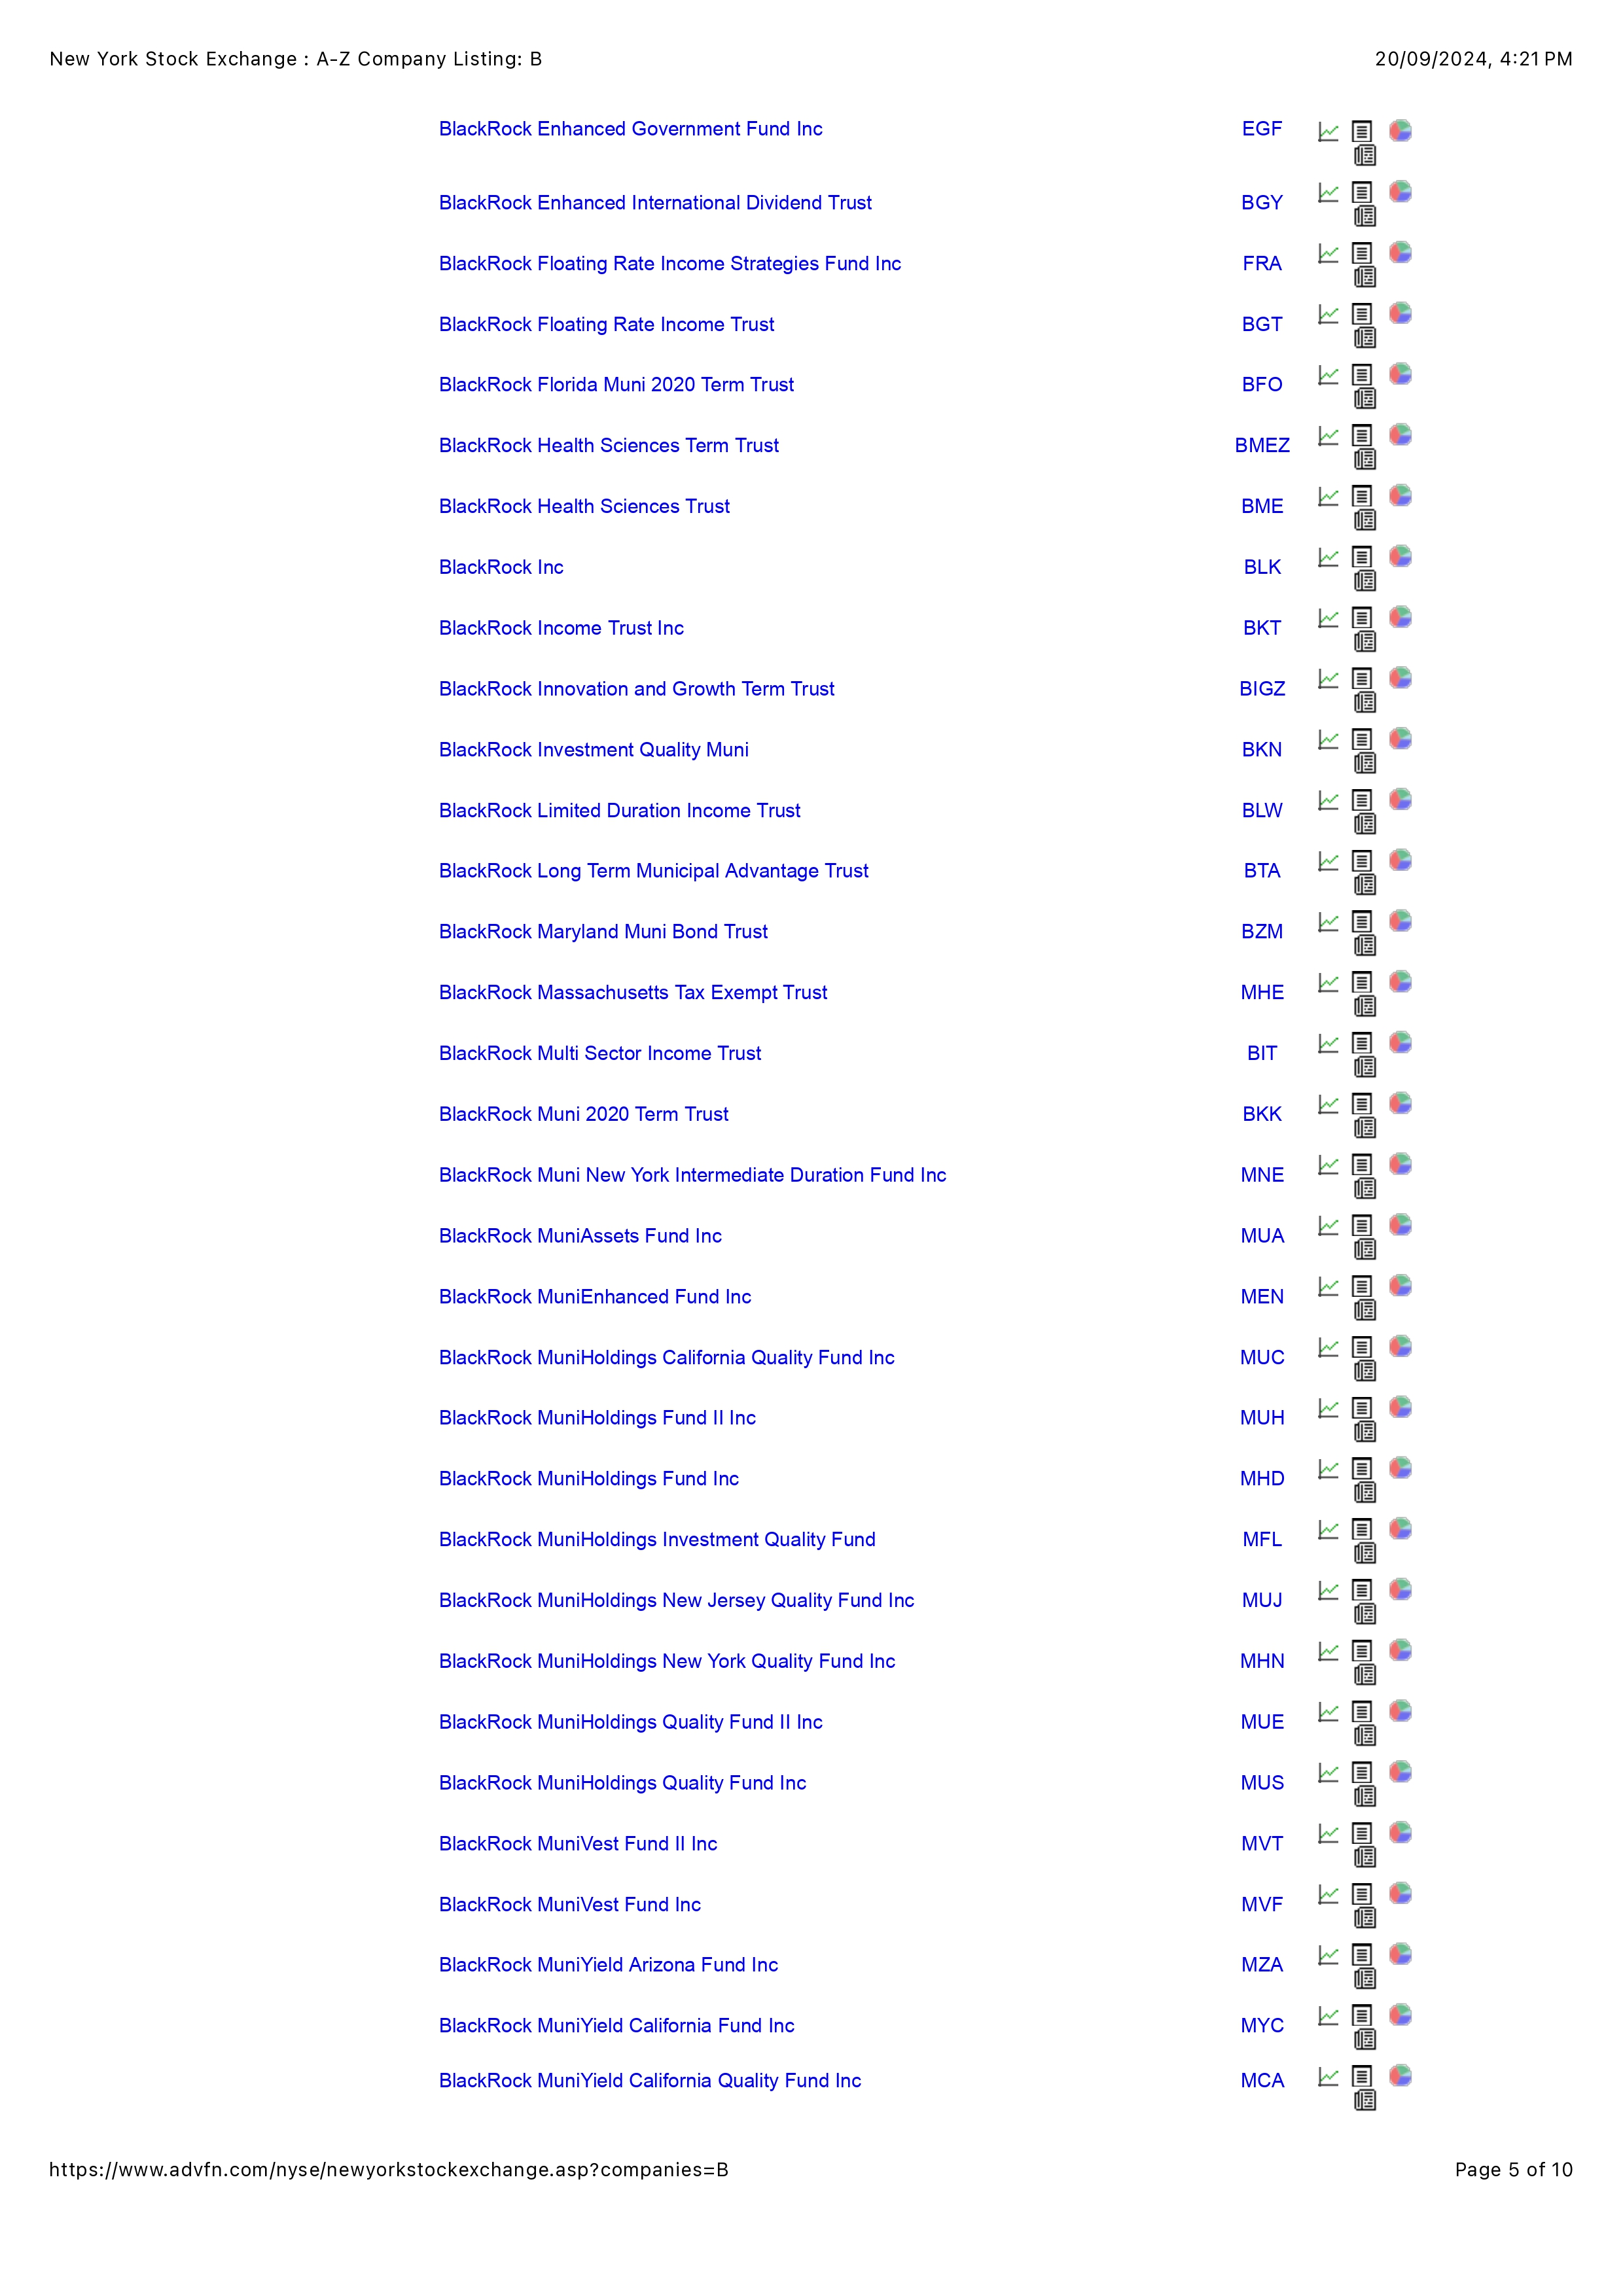 New York Stock Exchange : A-Z Company Listing: B 20/09/2024, 4:21 PM
BlackRock Enhanced Government Fund Inc EGF
BlackRock Enhanced International Dividend Trust BGY
BlackRock Floating Rate Income Strategies Fund Inc FRA
BlackRock Floating Rate Income Trust BGT
BlackRock Florida Muni 2020 Term Trust BFO
BlackRock Health Sciences Term Trust BMEZ
BlackRock Health Sciences Trust BME
BlackRock Inc BLK
BlackRock Income Trust Inc BKT
BlackRock Innovation and Growth Term Trust BIGZ
BlackRock Investment Quality Muni BKN
BlackRock Limited Duration Income Trust BLW
BlackRock Long Term Municipal Advantage Trust BTA
BlackRock Maryland Muni Bond Trust BZM
BlackRock Massachusetts Tax Exempt Trust MHE
BlackRock Multi Sector Income Trust BIT
BlackRock Muni 2020 Term Trust BKK
BlackRock Muni New York Intermediate Duration Fund Inc MNE
BlackRock MuniAssets Fund Inc MUA
BlackRock MuniEnhanced Fund Inc MEN
BlackRock MuniHoldings California Quality Fund Inc MUC
BlackRock MuniHoldings Fund II Inc MUH
BlackRock MuniHoldings Fund Inc MHD
BlackRock MuniHoldings Investment Quality Fund MFL
BlackRock MuniHoldings New Jersey Quality Fund Inc MUJ
BlackRock MuniHoldings New York Quality Fund Inc MHN
BlackRock MuniHoldings Quality Fund II Inc MUE
BlackRock MuniHoldings Quality Fund Inc MUS
BlackRock MuniVest Fund II Inc MVT
BlackRock MuniVest Fund Inc MVF
BlackRock MuniYield Arizona Fund Inc MZA
BlackRock MuniYield California Fund Inc MYC
BlackRock MuniYield California Quality Fund Inc MCA
https://www.advfn.com/nyse/newyorkstockexchange.asp?companies=B Page 5 of 10